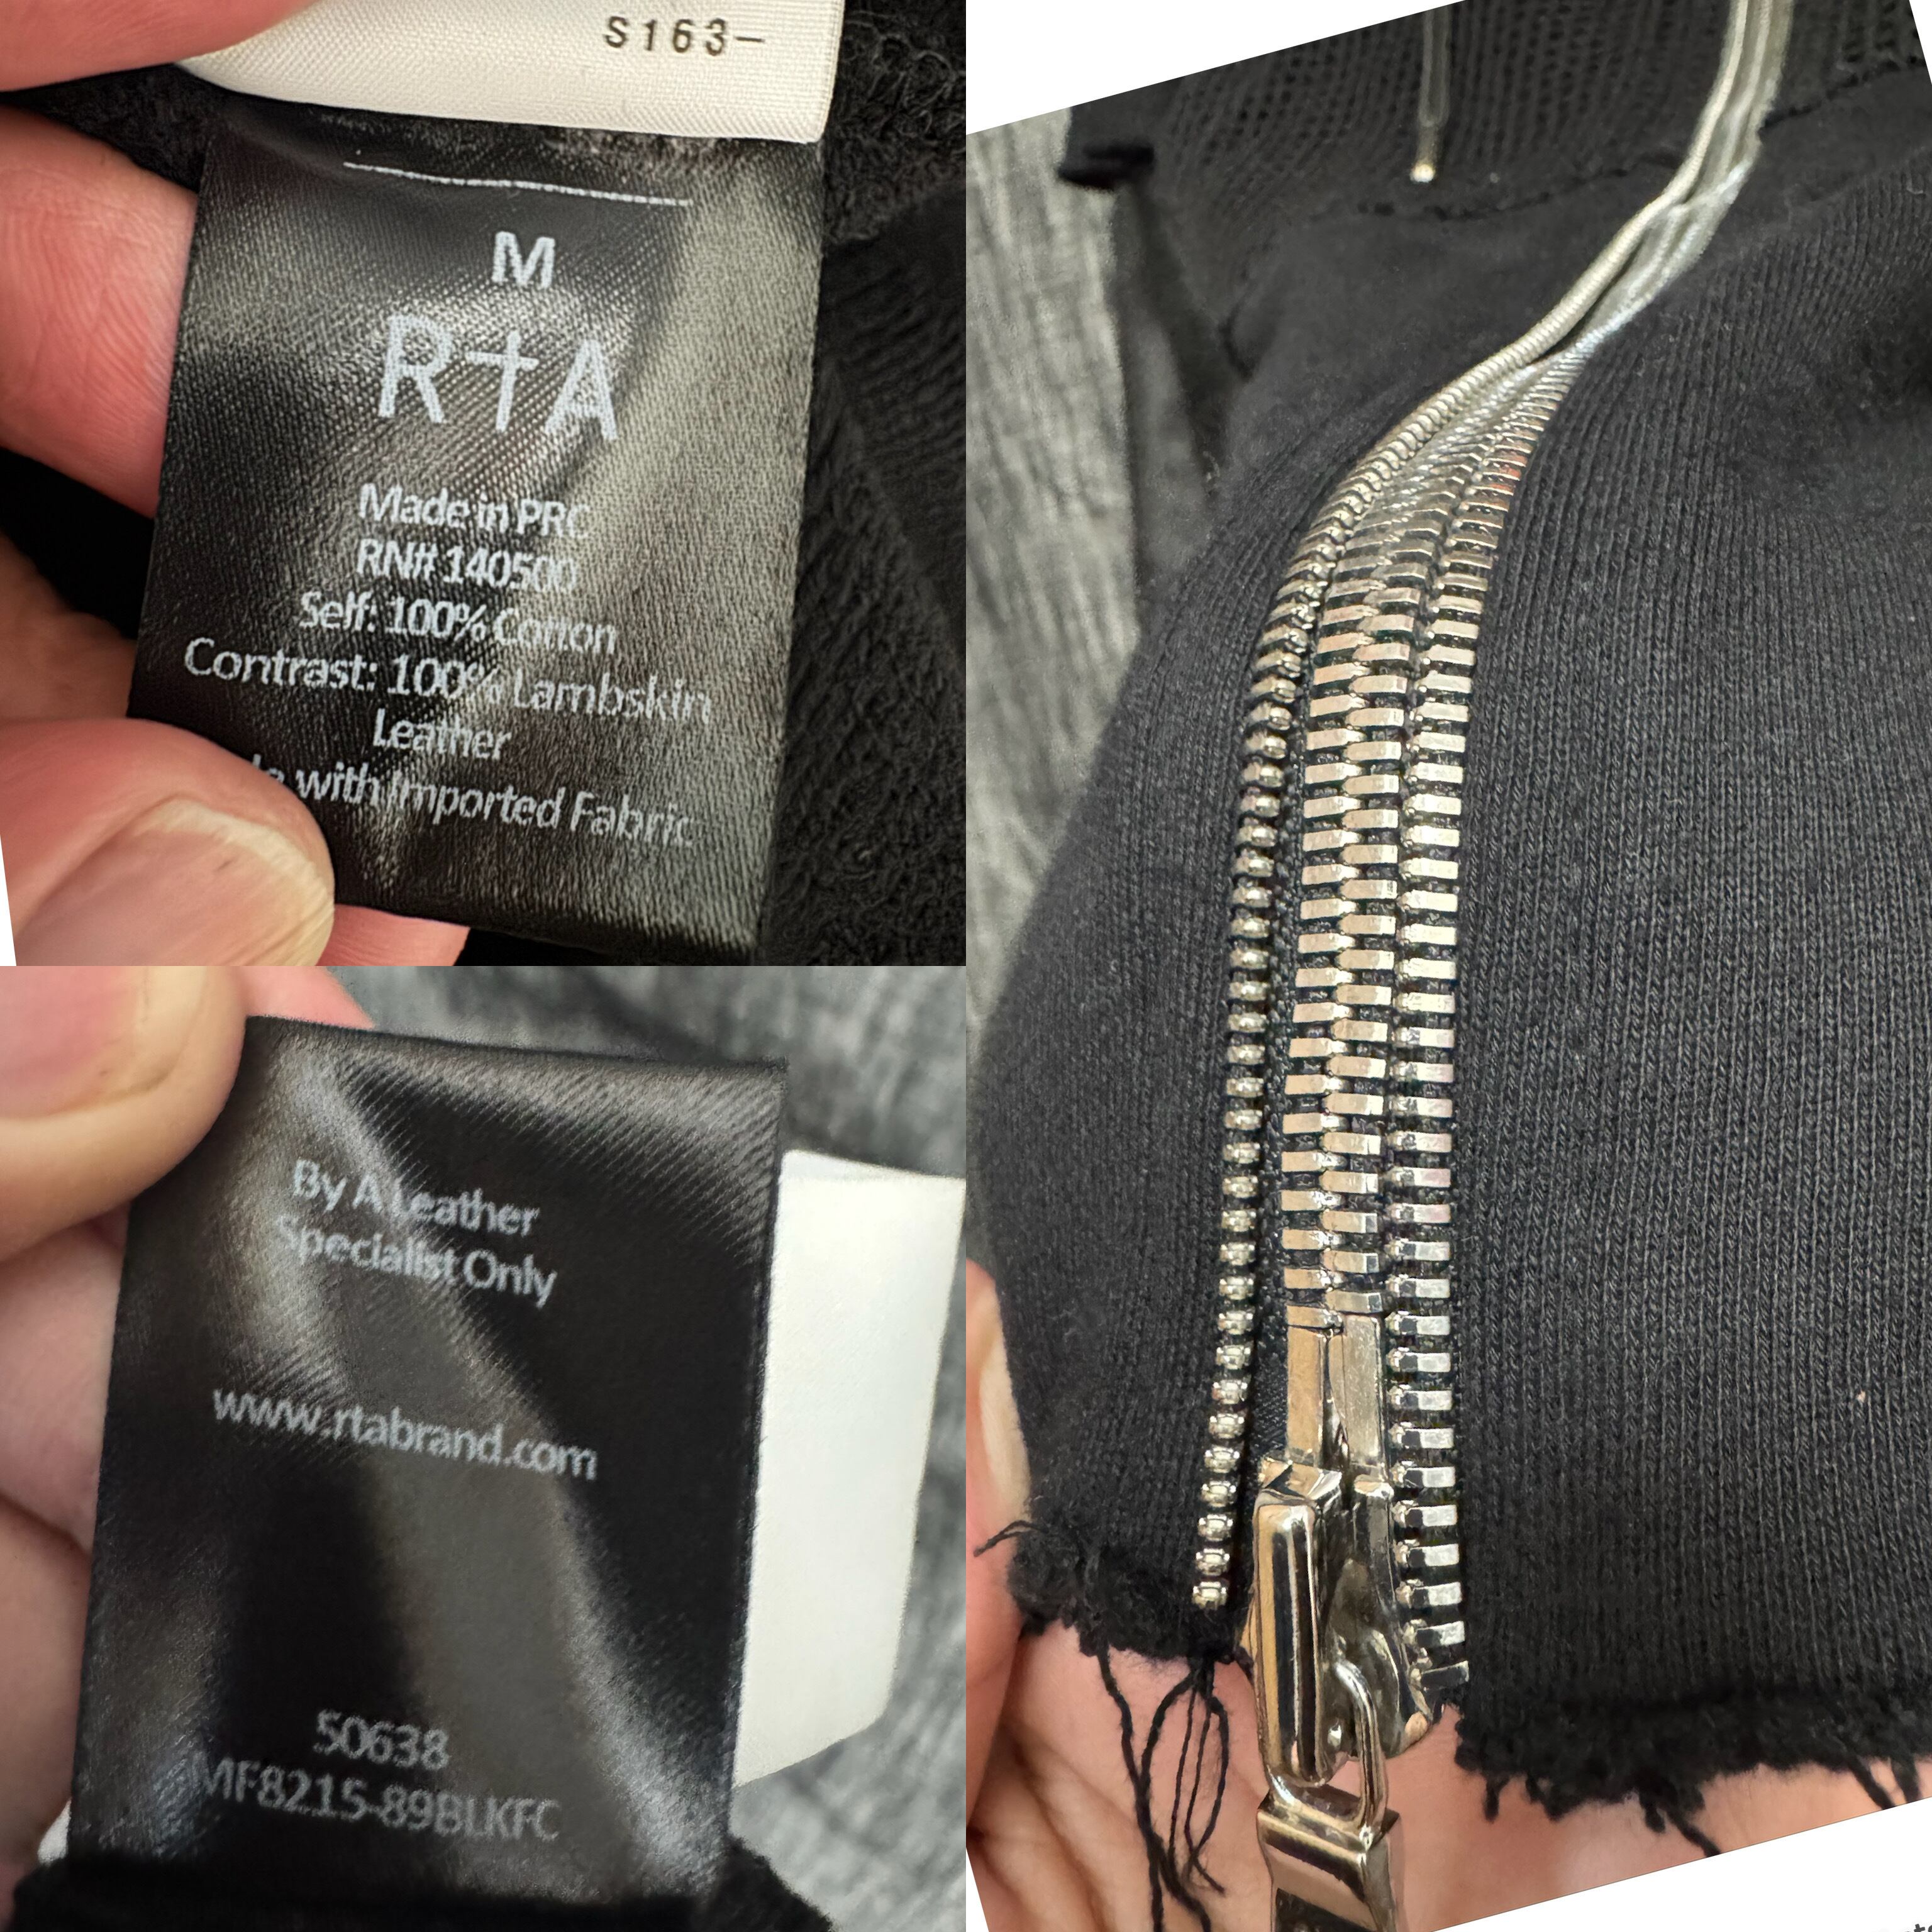 S163-
M
R†A
Made in PRC
RN# 140500
Self: 100% Cotton
Contrast: 100% Lambskin
Leather
with Imported Fabric
By A Leather
Specialist Only
www.rtabrand.com
50638
MF8215-89BLKFC